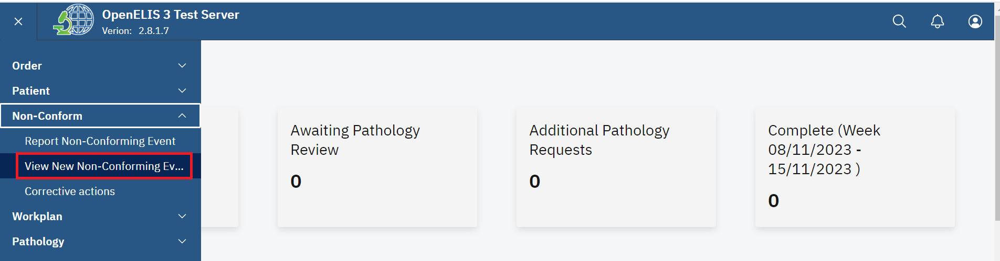 OpenELIS 3 Test Server
Verion: 2.8.1.7
Order
Patient
Non-Conform
Report Non-Conforming Event
View New Non-Conforming Ev...
Corrective actions
Workplan
Pathology
Awaiting Pathology
Review
0
Additional Pathology
Requests
0
Complete (Week
08/11/2023 -
15/11/2023 )
0